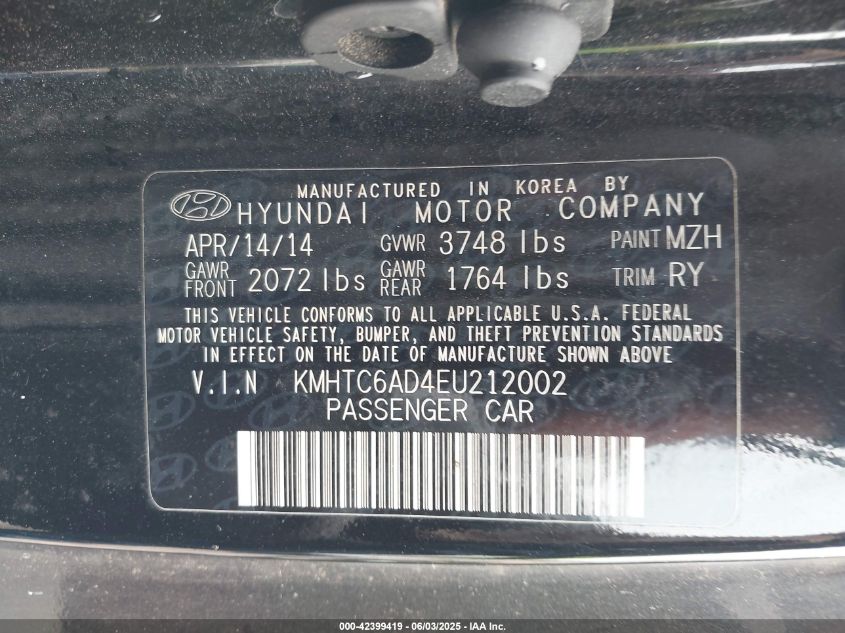 MANUFACTURED IN KOREA BY
HYUNDAI MOTOR COMPANY
APR/14/14 GVWR 3748 lbs PAINT MZH
GAWR FRONT 2072 lbs GAWR REAR 1764 lbs TRIM RY
THIS VEHICLE CONFORMS TO ALL APPLICABLE U.S.A. FEDERAL
MOTOR VEHICLE SAFETY, BUMPER, AND THEFT PREVENTION STANDARDS
IN EFFECT ON THE DATE OF MANUFACTURE SHOWN ABOVE
V.I.N KMHTC6AD4EU212002
PASSENGER CAR
000-42399419 - 06/03/2025 - IAA Inc.